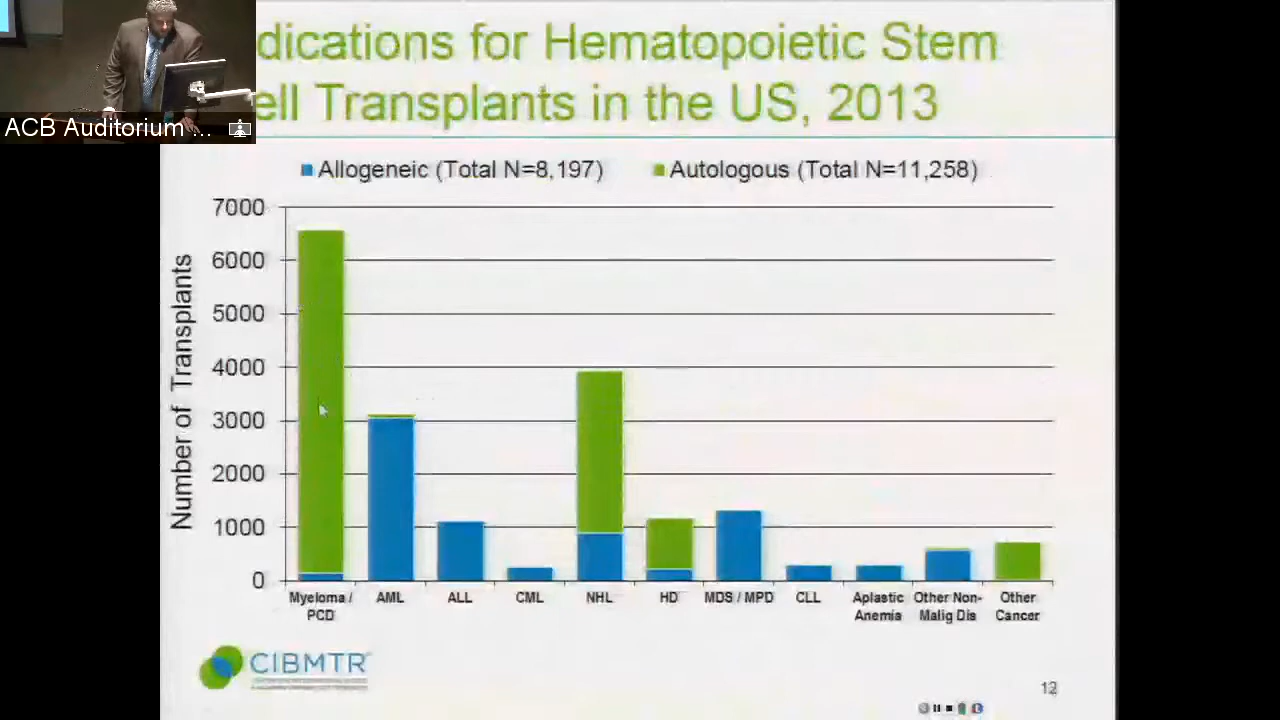 dications for Hematopoietic Stem
ell Transplants in the US, 2013
ACB Auditorium ...
Allogeneic (Total N=8,197) Autologous (Total N=11,258)
Number of Transplants
7000
6000
5000
4000
3000
2000
1000
0
Myeloma / PCD
AML
ALL
CML
NHL
HD
MDS / MPD
CLL
Aplastic Anemia
Other Non-Malig Dis
Other Cancer
CIBMTR
12